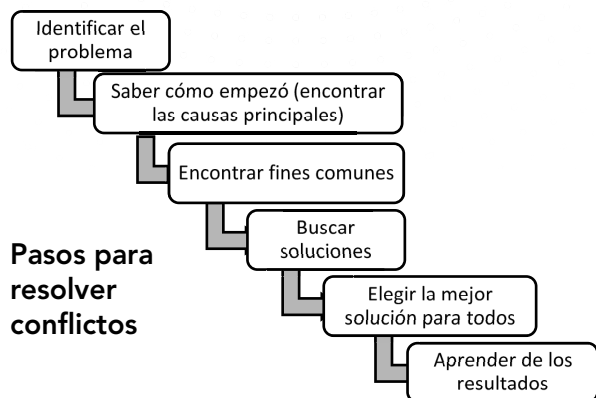 Identificar el
problema
Saber cómo empezó (encontrar
las causas principales)
Encontrar fines comunes
Buscar
soluciones
Pasos para
resolver
conflictos
Elegir la mejor
solución para todos
Aprender de los
resultados